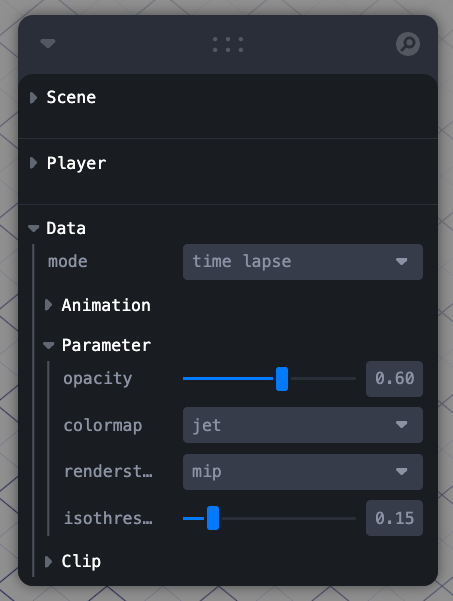 Scene
Player
Data
mode time lapse
Animation
Parameter
opacity 0.60
colormap jet
renderst… mip
isothres… 0.15
Clip